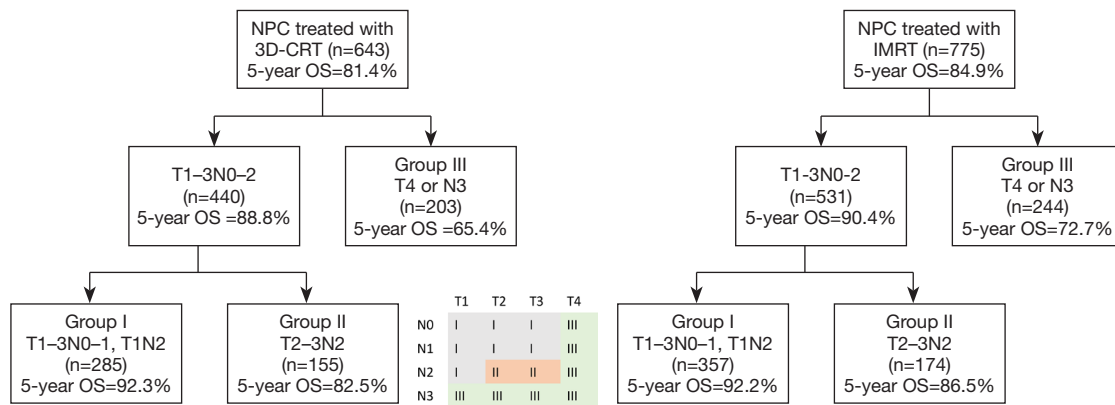 NPC treated with
3D-CRT (n=643)
5-year OS=81.4%
T1–3N0–2
(n=440)
5-year OS =88.8%
Group III
T4 or N3
(n=203)
5-year OS =65.4%
Group I
T1–3N0–1, T1N2
(n=285)
5-year OS=92.3%
Group II
T2–3N2
(n=155)
5-year OS=82.5%
T1 T2 T3 T4
N0 I I I III
N1 I I I III
N2 I II II III
N3 III III III III
NPC treated with
IMRT (n=775)
5-year OS=84.9%
T1-3N0-2
(n=531)
5-year OS=90.4%
Group III
T4 or N3
(n=244)
5-year OS=72.7%
Group I
T1–3N0–1, T1N2
(n=357)
5-year OS=92.2%
Group II
T2–3N2
(n=174)
5-year OS=86.5%